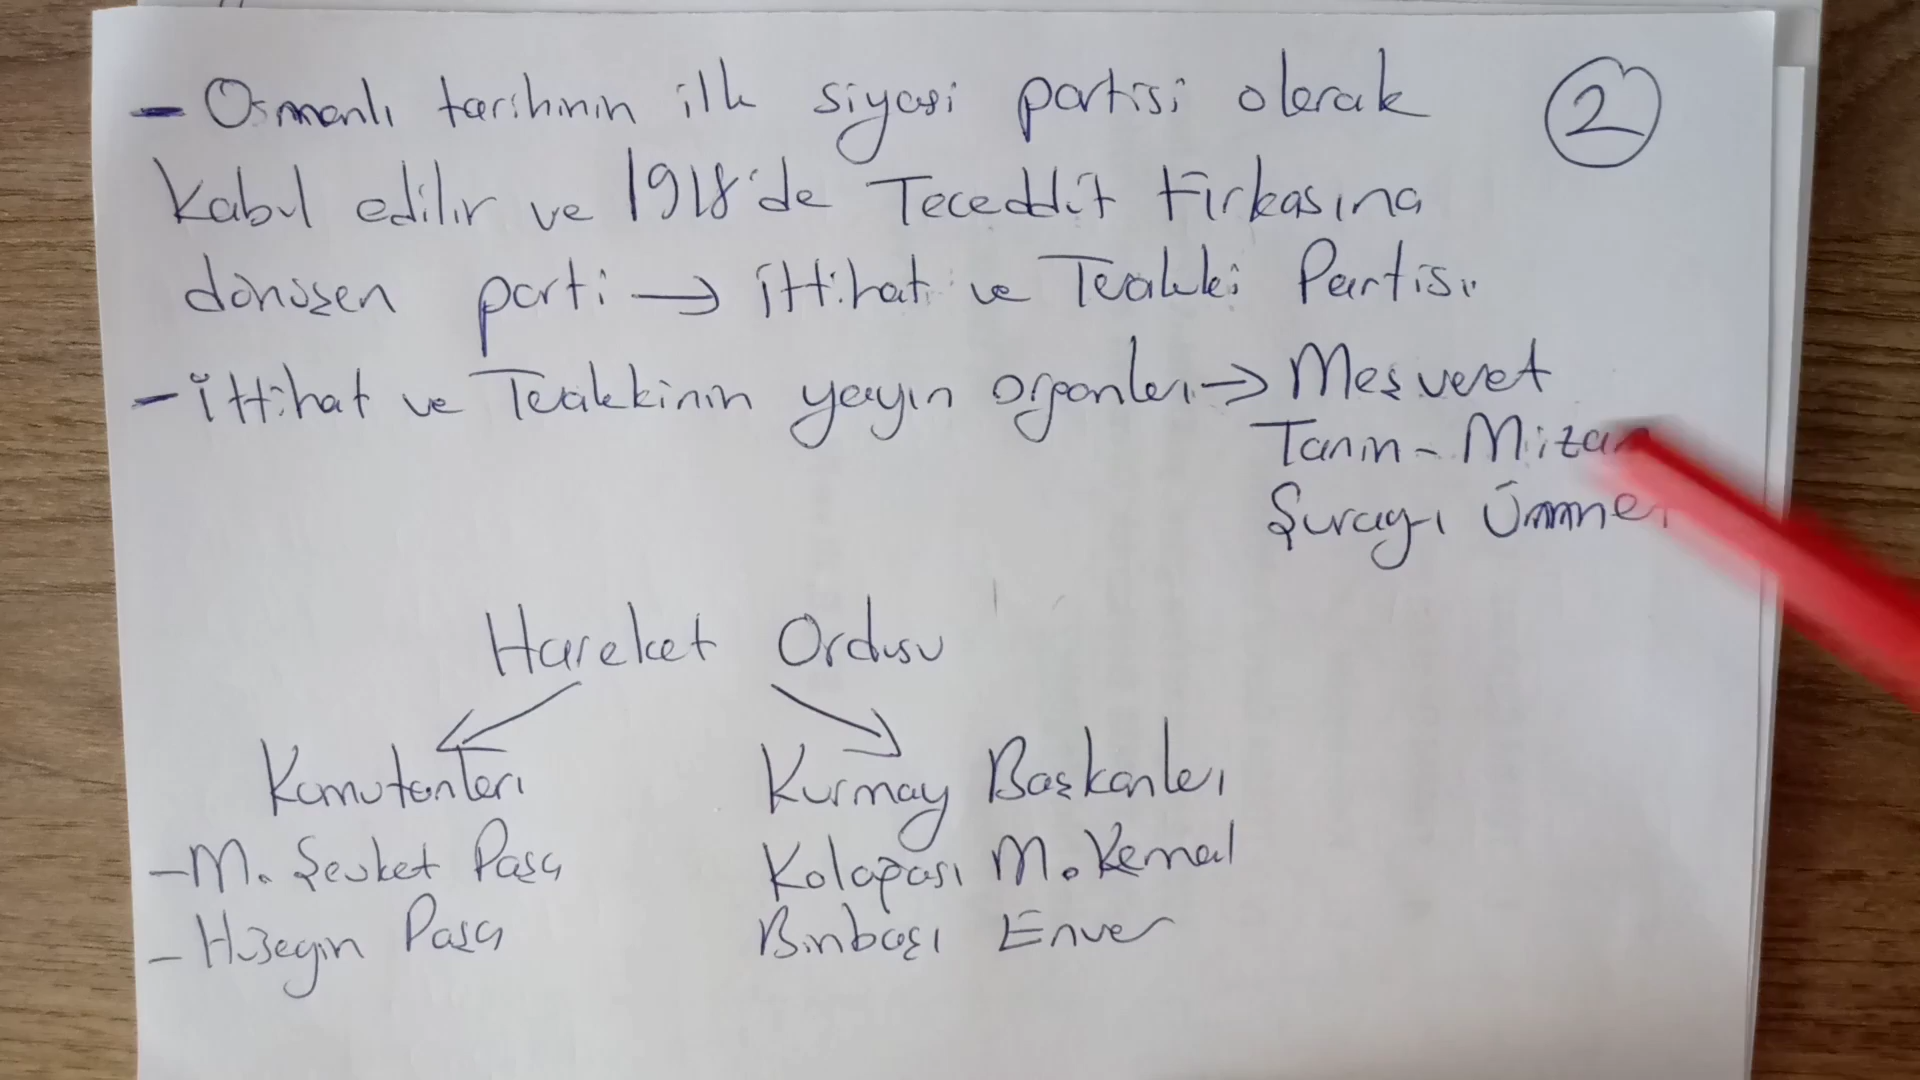 - Osmanlı tarihinin ilk siyasi partisi olarak
2
kabul edilir ve 1918'de Teceddüt Fırkasına
dönüşen parti → ittihat ve Terakki Partisi
- ittihat ve Terakkinin yayın organları → Meşveret
Tanin - Mizan
Şurayı Ümmet
Hareket Ordusu
Komutanları
Kurmay Başkanları
- M. Şevket Paşa
Kolağası M. Kemal
- Hüseyin Paşa
Binbaşı Enver